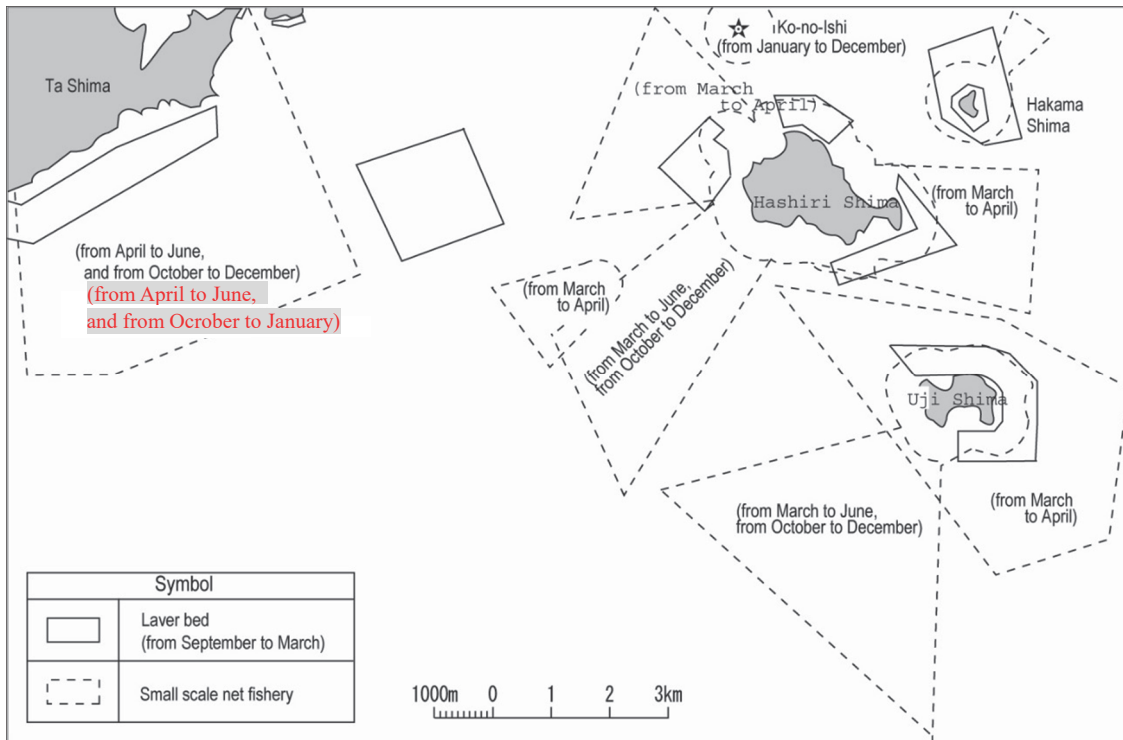 Ta Shima
Ko-no-Ishi
(from January to December)
(from March
to April)
Hakama
Shima
Hashiri Shima
(from March
to April)
(from April to June,
and from October to December)
(from April to June,
and from Ocrober to January)
(from March
to April)
(from March to June,
from October to December)
Uji Shima
(from March to June,
from October to December)
(from March
to April)
Symbol
Laver bed
(from September to March)
Small scale net fishery
1000m 0 1 2 3km